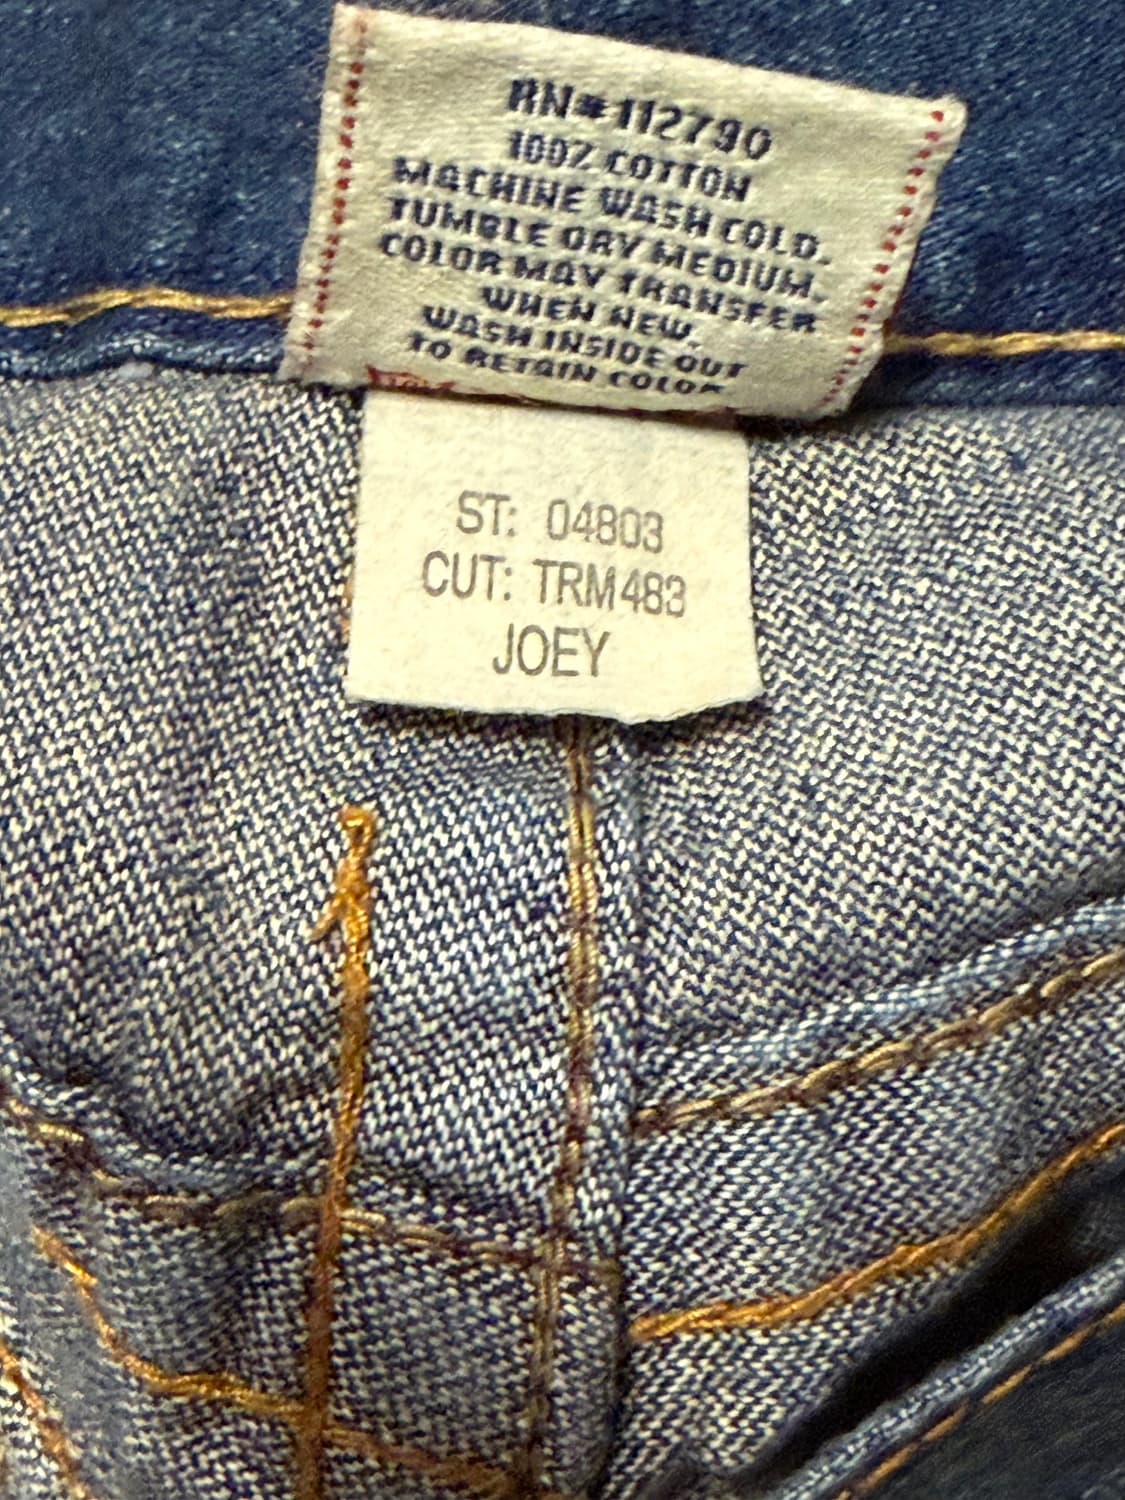 RN#112790
100% COTTON
MACHINE WASH COLD.
TUMBLE DRY MEDIUM.
COLOR MAY TRANSFER
WHEN NEW.
WASH INSIDE OUT
TO RETAIN COLOR
ST: 04803
CUT: TRM483
JOEY